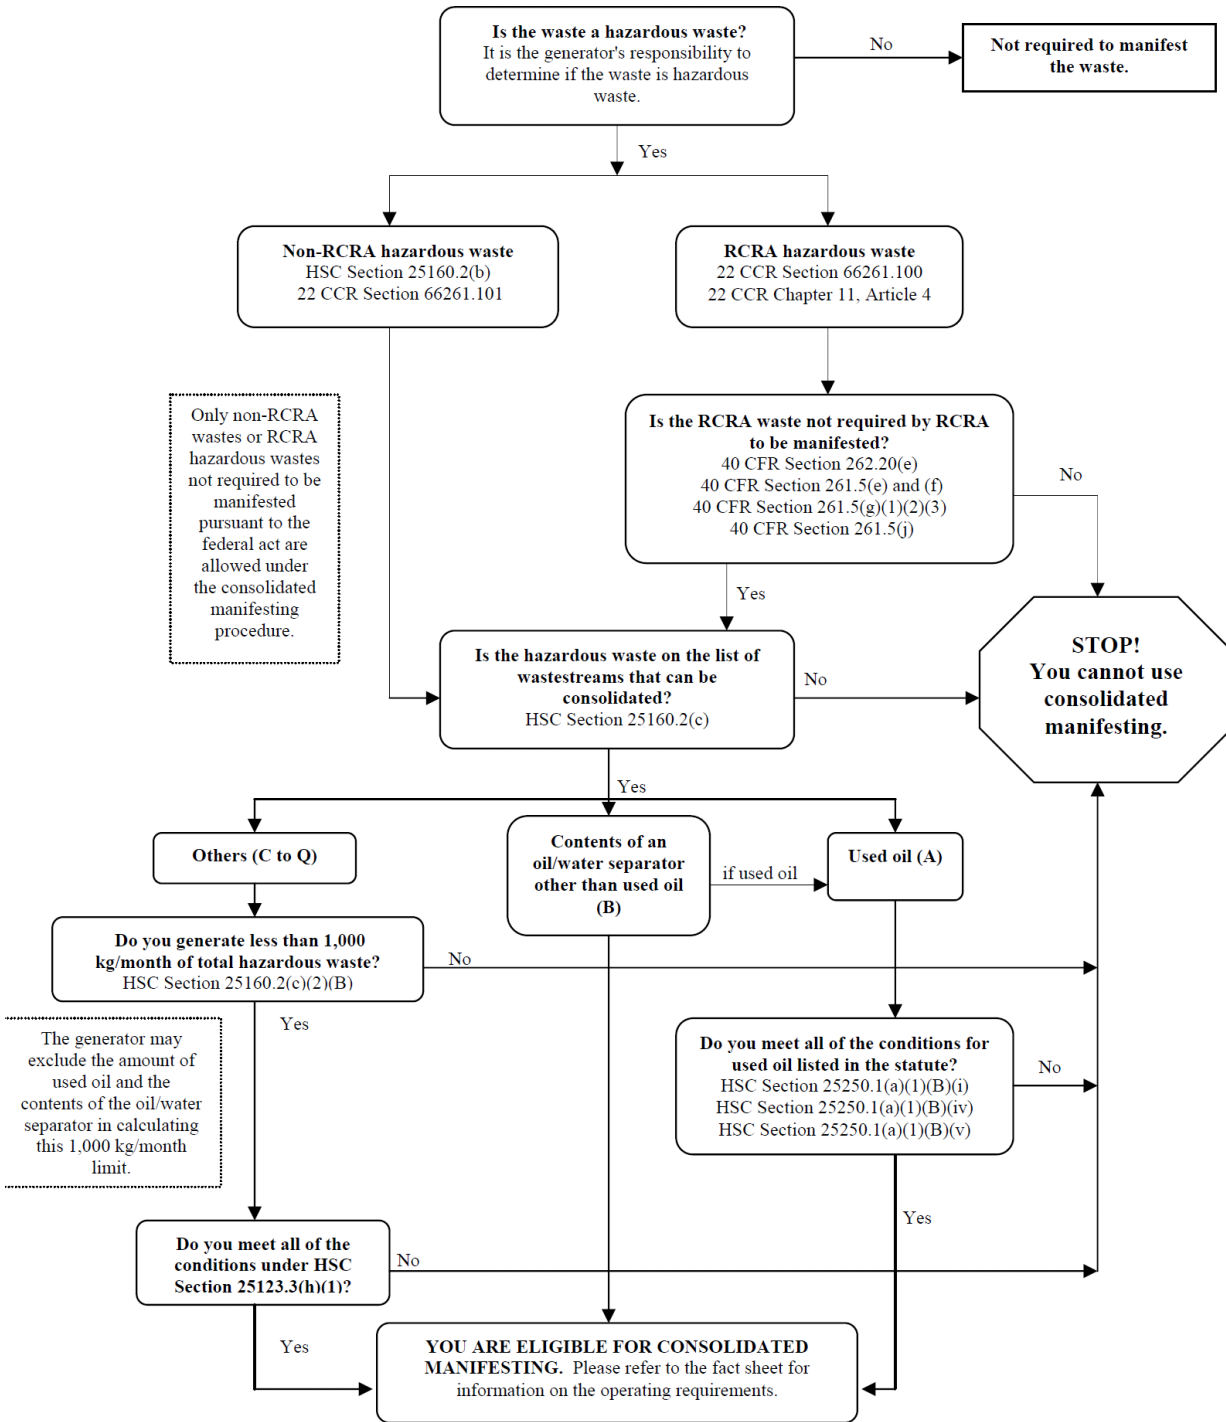 Is the waste a hazardous waste?
It is the generator's responsibility to
determine if the waste is hazardous
waste.
No
Not required to manifest
the waste.
Yes
Non-RCRA hazardous waste
HSC Section 25160.2(b)
22 CCR Section 66261.101
RCRA hazardous waste
22 CCR Section 66261.100
22 CCR Chapter 11, Article 4
Only non-RCRA
wastes or RCRA
hazardous wastes
not required to be
manifested
pursuant to the
federal act are
allowed under
the consolidated
manifesting
procedure.
Is the RCRA waste not required by RCRA
to be manifested?
40 CFR Section 262.20(e)
40 CFR Section 261.5(e) and (f)
40 CFR Section 261.5(g)(1)(2)(3)
40 CFR Section 261.5(j)
No
Yes
Is the hazardous waste on the list of
wastestreams that can be
consolidated?
HSC Section 25160.2(c)
No
STOP!
You cannot use
consolidated
manifesting.
Yes
Others (C to Q)
Contents of an
oil/water separator
other than used oil
(B)
if used oil
Used oil (A)
Do you generate less than 1,000
kg/month of total hazardous waste?
HSC Section 25160.2(c)(2)(B)
No
Yes
The generator may
exclude the amount of
used oil and the
contents of the oil/water
separator in calculating
this 1,000 kg/month
limit.
Do you meet all of the conditions for
used oil listed in the statute?
HSC Section 25250.1(a)(1)(B)(i)
HSC Section 25250.1(a)(1)(B)(iv)
HSC Section 25250.1(a)(1)(B)(v)
No
Yes
Do you meet all of the
conditions under HSC
Section 25123.3(h)(1)?
No
Yes
YOU ARE ELIGIBLE FOR CONSOLIDATED
MANIFESTING. Please refer to the fact sheet for
information on the operating requirements.